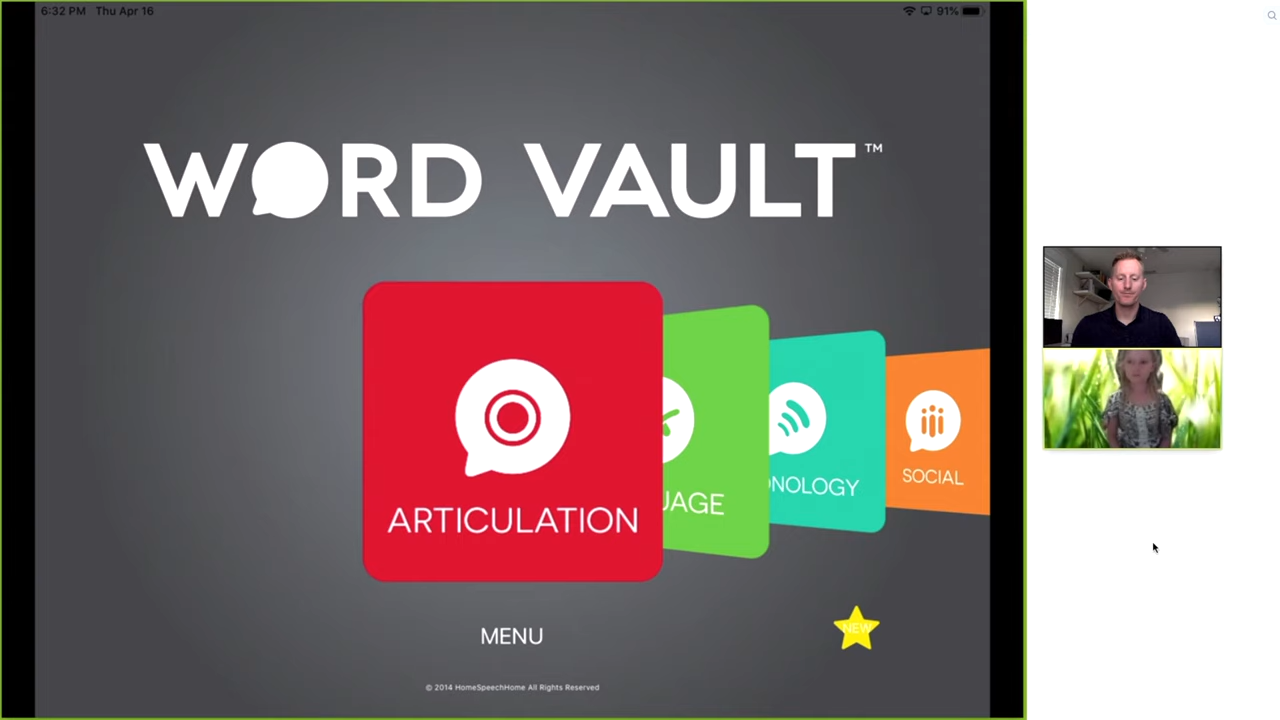 6:32 PM Thu Apr 16
91%
WORD VAULT™
ARTICULATION
UAGE
ONOLOGY
SOCIAL
NEW
MENU
© 2014 HomeSpeechHome All Rights Reserved